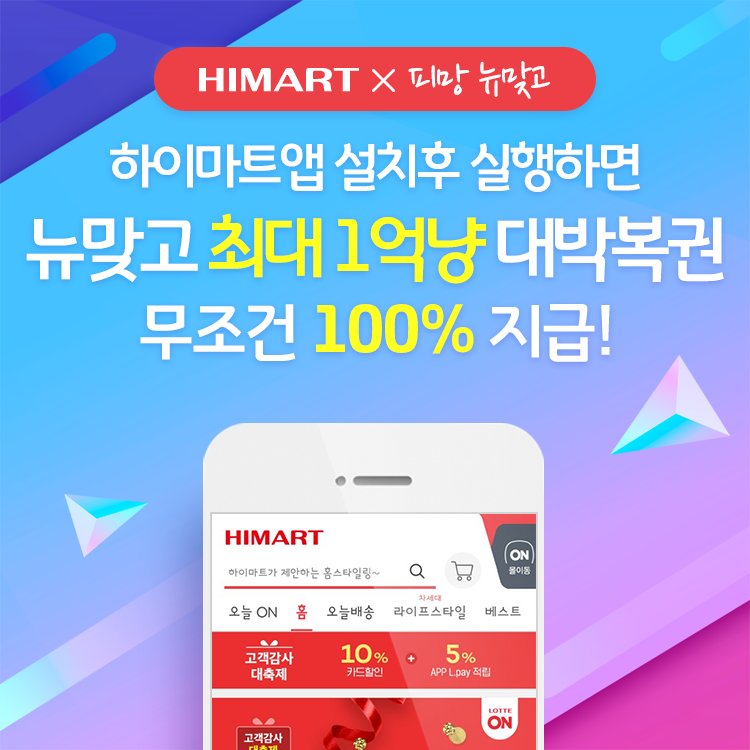 HIMART × 피망 뉴맞고
하이마트앱 설치후 실행하면
뉴맞고 최대 1억냥 대박복권
무조건 100% 지급!
HIMART
하이마트가 제안하는 홈스타일링~
ON
몰이동
차세대
오늘 ON 홈 오늘배송 라이프스타일 베스트
고객감사
대축제
10%
카드할인
+
5%
APP L.pay 적립
고객감사
대축제
LOTTE
ON